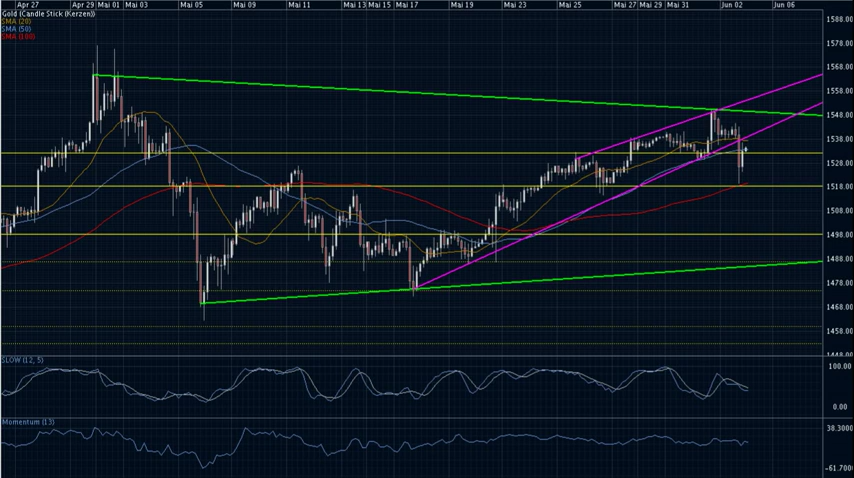 Apr 27 Apr 29 Mai 01 Mai 03 Mai 05 Mai 09 Mai 11 Mai 13 Mai 15 Mai 17 Mai 19 Mai 23 Mai 25 Mai 27 Mai 29 Mai 31 Jun 02 Jun 06
Gold (Candle Stick (Kerzen))
SMA (20)
SMA (50)
SMA (100)
1588.00
1578.00
1568.00
1558.00
1548.00
1538.00
1528.00
1518.00
1508.00
1498.00
1488.00
1478.00
1468.00
1458.00
1448.00
SLOW (12, 5)
100.00
0.00
Momentum (13)
38.3000
-61.7000